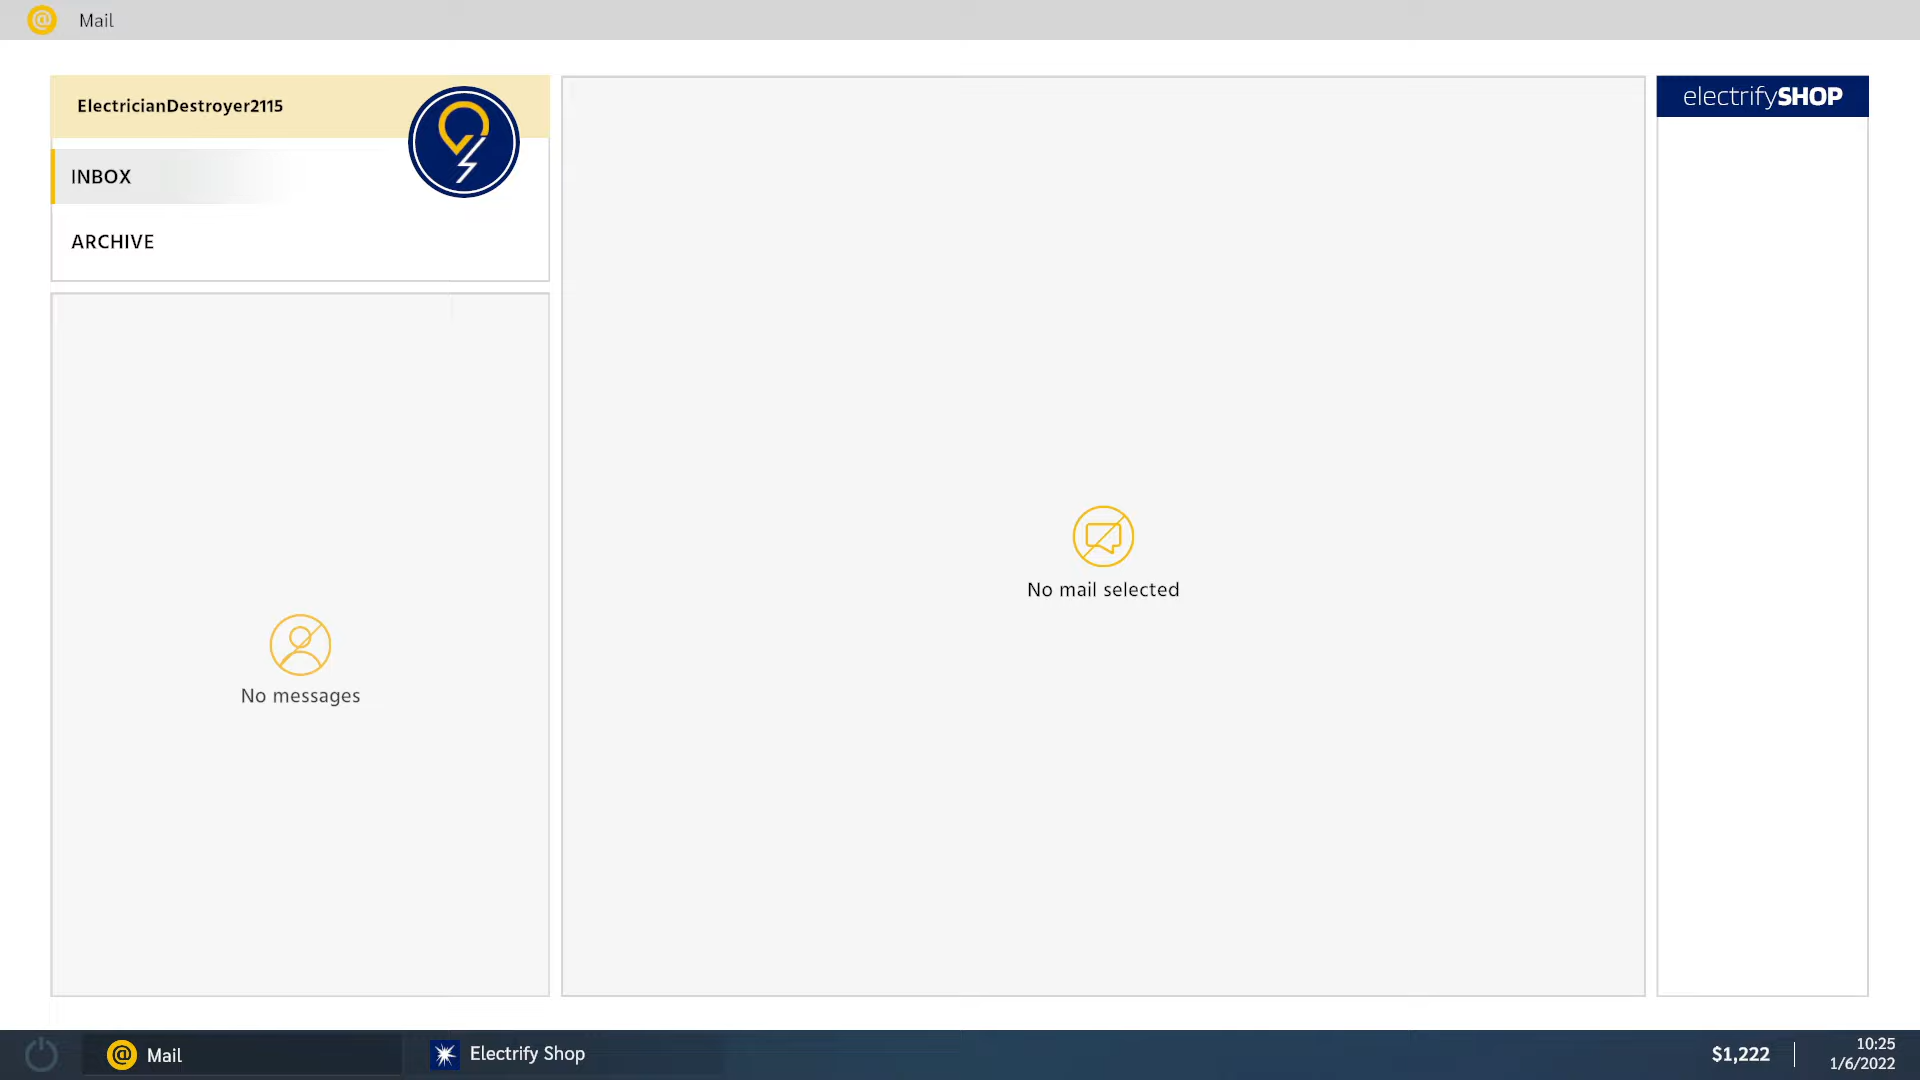 Mail
ElectricianDestroyer2115
INBOX
ARCHIVE
No messages
No mail selected
electrifySHOP
Mail
Electrify Shop
$1,222
10:25
1/6/2022